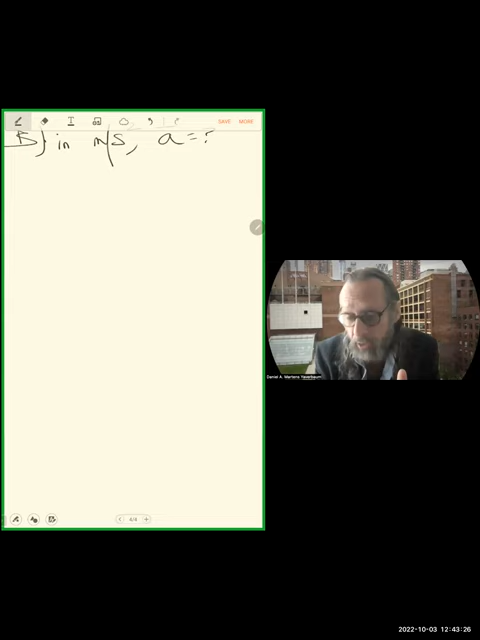 SAVE MORE
B} in m/s, a=?
Daniel A. Martens Yaverbaum
4/4
2022-10-03 12:43:26